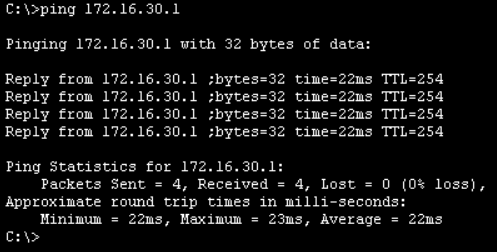 C:\>ping 172.16.30.1
Pinging 172.16.30.1 with 32 bytes of data:
Reply from 172.16.30.1 ;bytes=32 time=22ms TTL=254
Reply from 172.16.30.1 ;bytes=32 time=22ms TTL=254
Reply from 172.16.30.1 ;bytes=32 time=22ms TTL=254
Reply from 172.16.30.1 ;bytes=32 time=22ms TTL=254
Ping Statistics for 172.16.30.1:
Packets Sent = 4, Received = 4, Lost = 0 (0% loss),
Approximate round trip times in milli-seconds:
Minimum = 22ms, Maximum = 23ms, Average = 22ms
C:\>